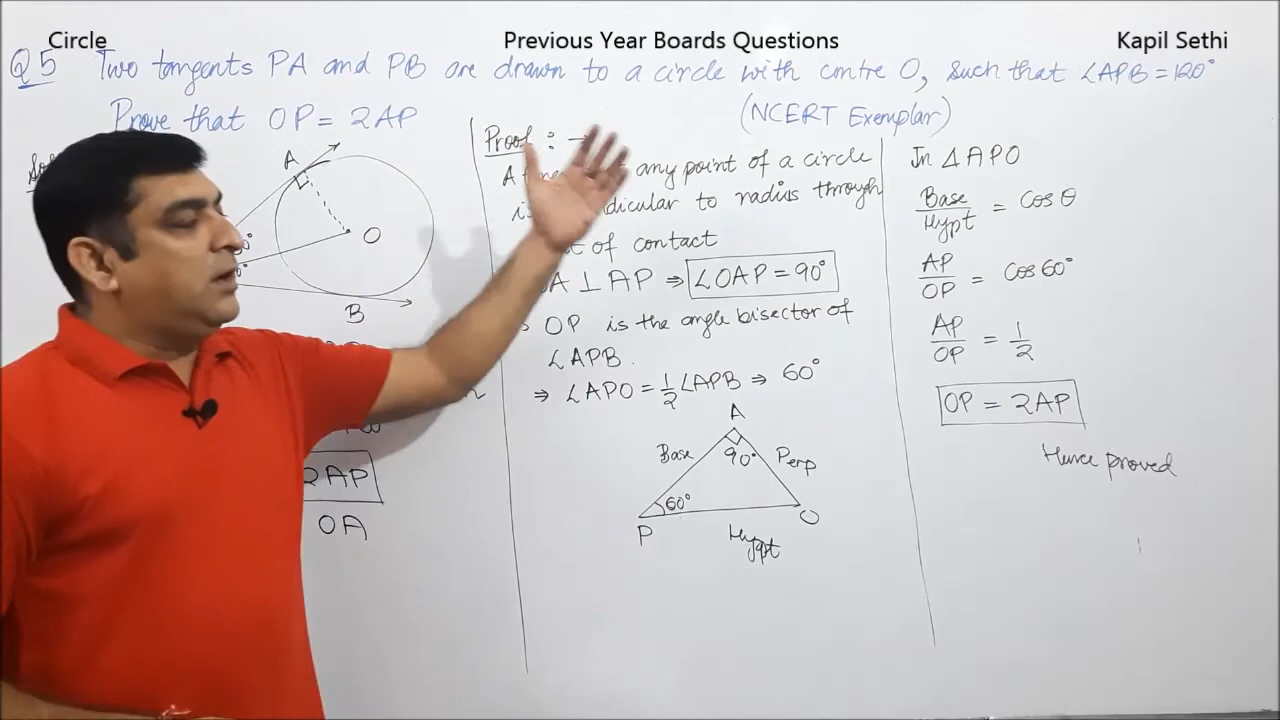 Circle
Previous Year Boards Questions
Kapil Sethi
Q5 Two tangents PA and PB are drawn to a circle with centre O, such that ∠APB = 120°
Prove that OP = 2AP
(NCERT Exemplar)
A
O
B
2AP
OA
Proof : →
A any point of a circle
is to radius through
of contact
OA ⊥ AP ⇒ ∠OAP = 90°
OP is the angle bisector of
∠APB.
⇒ ∠APO = 1/2 ∠APB ⇒ 60°
A
Base
90°
Perp
60°
P
O
Hypt
In △APO
Base/Hypt = Cos θ
AP/OP = Cos 60°
AP/OP = 1/2
OP = 2AP
Hence proved